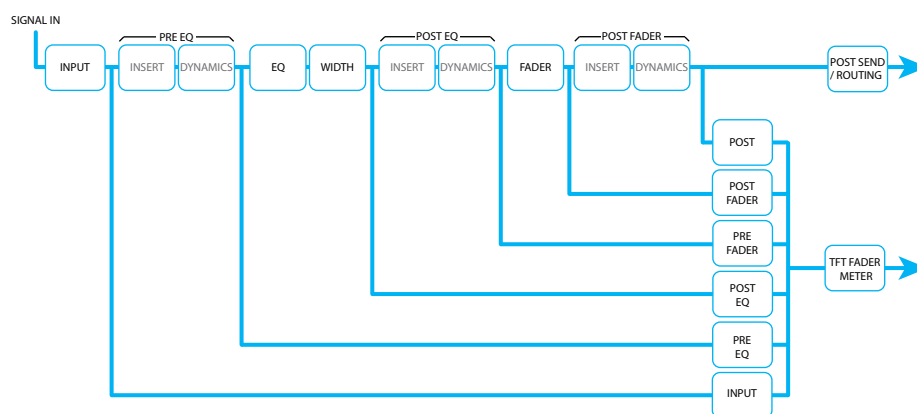 SIGNAL IN
PRE EQ
POST EQ
POST FADER
INPUT
INSERT
DYNAMICS
EQ
WIDTH
INSERT
DYNAMICS
FADER
INSERT
DYNAMICS
POST SEND
/ ROUTING
POST
POST
FADER
PRE
FADER
TFT FADER
METER
POST
EQ
PRE
EQ
INPUT